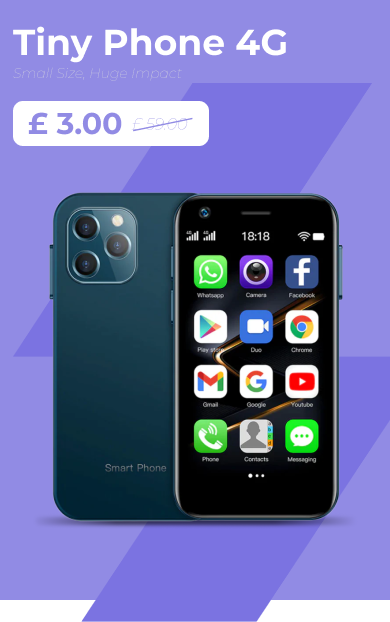 Tiny Phone 4G
Small Size, Huge Impact
£ 3.00 £ 59.00
18:18
Whatsapp Camera Facebook
Play store Duo Chrome
Gmail Google Youtube
Phone Contacts Messaging
Smart Phone